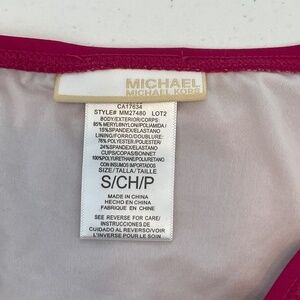 MICHAEL
MICHAEL KORS
CA17634
STYLE# MM27480 LOT2
BODY/EXTERIOR/CORPS:
85% MERYL/NYLON/POLIAMIDA/
15%SPANDEX/ELASTANO
LINING/FORRO/DOUBLURE:
76% POLYESTER/POLIESTER/
24%SPANDEX/ELASTANO
CUPS/COPAS/BONNET
100%POLYURETHANE/POLIURETANO
CON INSUMOS IMPORTADOS
SIZE/TALLA/TAILLE
S/CH/P
MADE IN CHINA
HECHO EN CHINA
FABRIQUE EN CHINE
SEE REVERSE FOR CARE/
INSTRUCCIONES DE
CUIDADO AL REVERSO/VOIR
L'INVERSE POUR LE SOIN